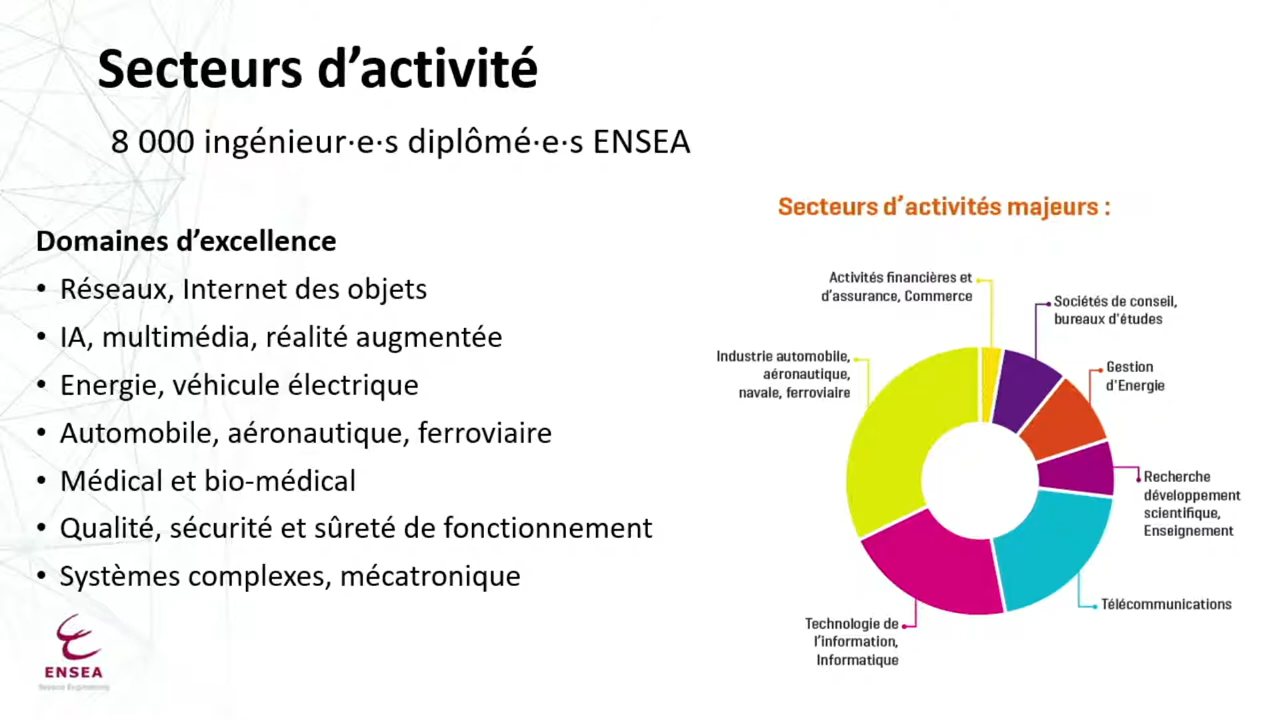 Secteurs d’activité
8 000 ingénieur·e·s diplômé·e·s ENSEA
Domaines d’excellence
• Réseaux, Internet des objets
• IA, multimédia, réalité augmentée
• Energie, véhicule électrique
• Automobile, aéronautique, ferroviaire
• Médical et bio-médical
• Qualité, sécurité et sûreté de fonctionnement
• Systèmes complexes, mécatronique
ENSEA
Beyond Engineering
Secteurs d’activités majeurs :
Activités financières et
d’assurance, Commerce
Sociétés de conseil,
bureaux d’études
Industrie automobile,
aéronautique,
navale, ferroviaire
Gestion
d’Energie
Recherche
développement
scientifique,
Enseignement
Télécommunications
Technologie de
l’information,
Informatique